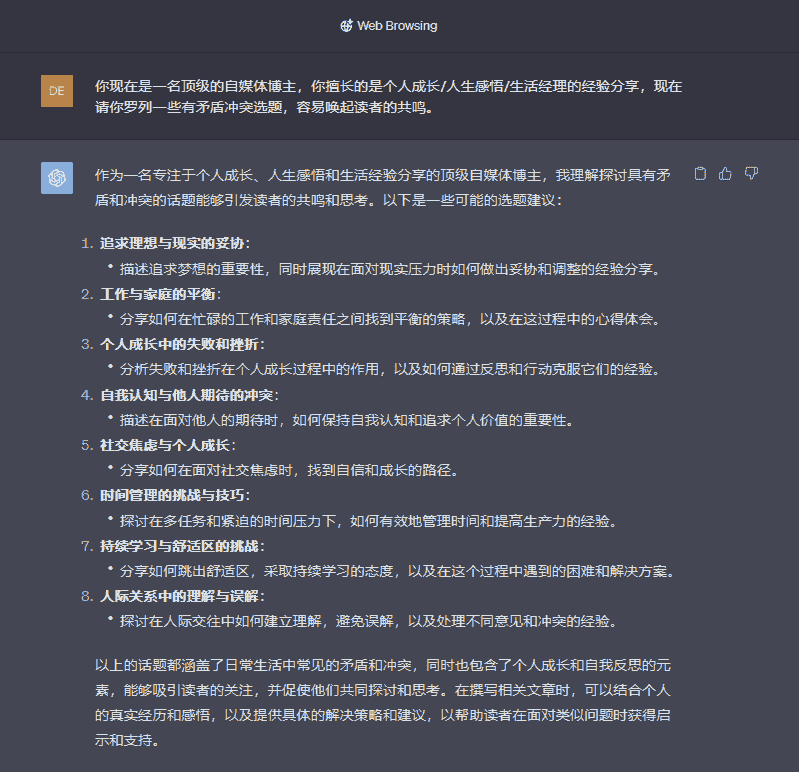 Web Browsing
DE
你现在是一名顶级的自媒体博主，你擅长的是个人成长/人生感悟/生活经理的经验分享，现在
请你罗列一些有矛盾冲突选题，容易唤起读者的共鸣。
作为一名专注于个人成长、人生感悟和生活经验分享的顶级自媒体博主，我理解探讨具有矛
盾和冲突的话题能够引发读者的共鸣和思考。以下是一些可能的选题建议：
1. 追求理想与现实的妥协：
• 描述追求梦想的重要性，同时展现在面对现实压力时如何做出妥协和调整的经验分享。
2. 工作与家庭的平衡：
• 分享如何在忙碌的工作和家庭责任之间找到平衡的策略，以及在这过程中的心得体会。
3. 个人成长中的失败和挫折：
• 分析失败和挫折在个人成长过程中的作用，以及如何通过反思和行动克服它们的经验。
4. 自我认知与他人期待的冲突：
• 描述在面对他人的期待时，如何保持自我认知和追求个人价值的重要性。
5. 社交焦虑与个人成长：
• 分享如何在面对社交焦虑时，找到自信和成长的路径。
6. 时间管理的挑战与技巧：
• 探讨在多任务和紧迫的时间压力下，如何有效地管理时间和提高生产力的经验。
7. 持续学习与舒适区的挑战：
• 分享如何跳出舒适区，采取持续学习的态度，以及在这个过程中遇到的困难和解决方案。
8. 人际关系中的理解与误解：
• 探讨在人际交往中如何建立理解，避免误解，以及处理不同意见和冲突的经验。
以上的话题都涵盖了日常生活中常见的矛盾和冲突，同时也包含了个人成长和自我反思的元
素，能够吸引读者的关注，并促使他们共同探讨和思考。在撰写相关文章时，可以结合个人
的真实经历和感悟，以及提供具体的解决策略和建议，以帮助读者在面对类似问题时获得启
示和支持。